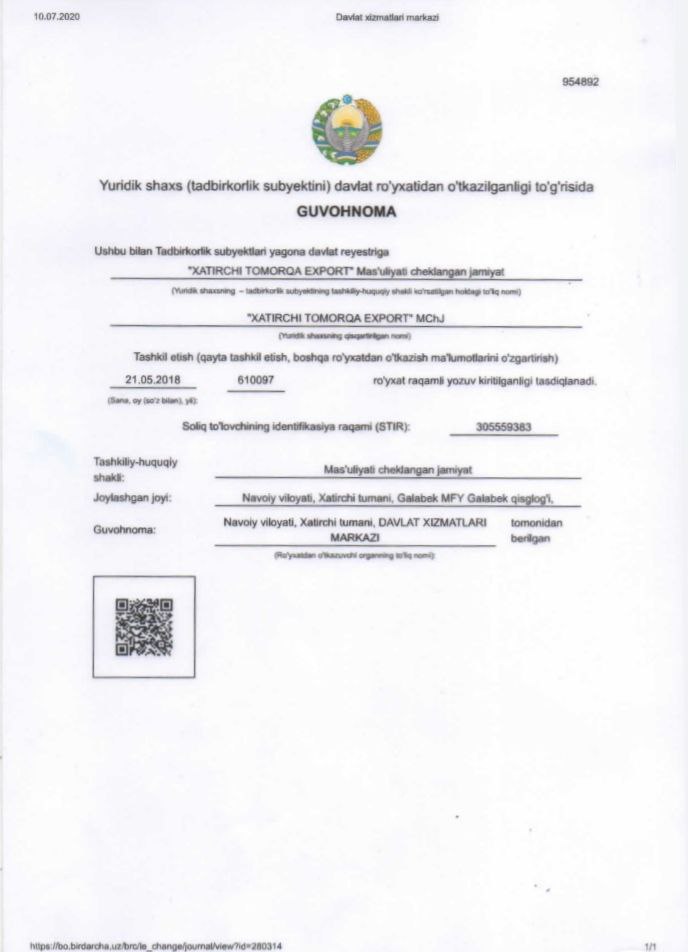 10.07.2020 Davlat xizmatlari markazi
954892
Yuridik shaxs (tadbirkorlik subyektini) davlat ro'yxatidan o'tkazilganligi to'g'risida
GUVOHNOMA
Ushbu bilan Tadbirkorlik subyektlari yagona davlat reyestriga
"XATIRCHI TOMORQA EXPORT" Mas'uliyati cheklangan jamiyat
(Yuridik shaxsning – tadbirkorlik subyektining tashkiliy-huquqiy shakli ko'rsatilgan holdagi to'liq nomi)
"XATIRCHI TOMORQA EXPORT" MChJ
(Yuridik shaxsning qisqartirilgan nomi)
Tashkil etish (qayta tashkil etish, boshqa ro'yxatdan o'tkazish ma'lumotlarini o'zgartirish)
21.05.2018 610097 ro'yxat raqamli yozuv kiritilganligi tasdiqlanadi.
(Sana, oy (so'z bilan), yil):
Soliq to'lovchining identifikasiya raqami (STIR): 305559383
Tashkiliy-huquqiy
shakli: Mas'uliyati cheklangan jamiyat
Joylashgan joyi: Navoiy viloyati, Xatirchi tumani, Galabek MFY Galabek qisglog'i,
Guvohnoma: Navoiy viloyati, Xatirchi tumani, DAVLAT XIZMATLARI tomonidan
MARKAZI berilgan
(Ro'yxatdan o'tkazuvchi organning to'liq nomi):
https://bo.birdarcha.uz/brc/le_change/journal/view?id=280314 1/1